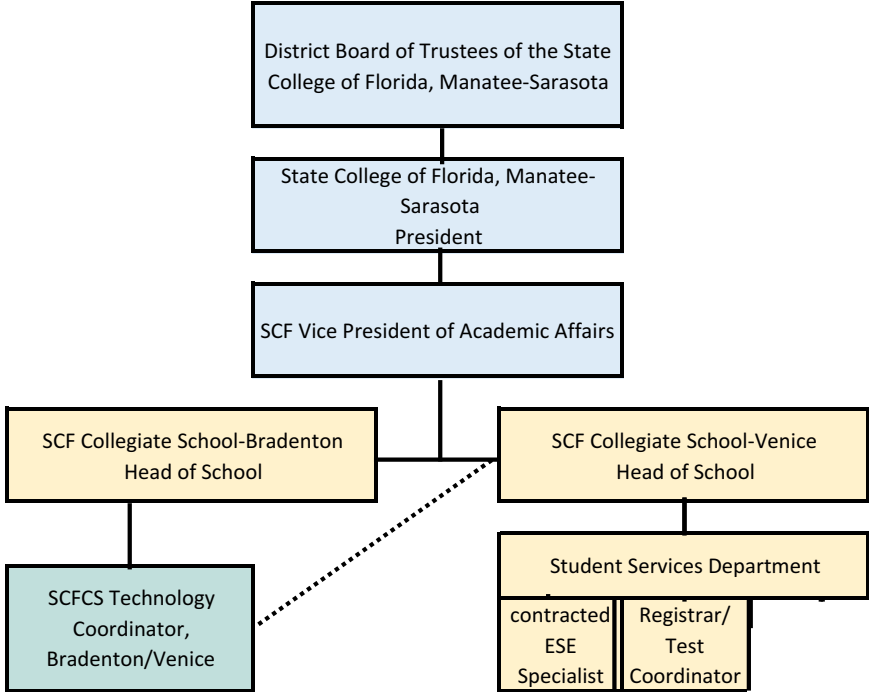 District Board of Trustees of the State
College of Florida, Manatee-Sarasota
State College of Florida, Manatee-
Sarasota
President
SCF Vice President of Academic Affairs
SCF Collegiate School-Bradenton
Head of School
SCF Collegiate School-Venice
Head of School
SCFCS Technology
Coordinator,
Bradenton/Venice
Student Services Department
contracted
ESE
Specialist
Registrar/
Test
Coordinator